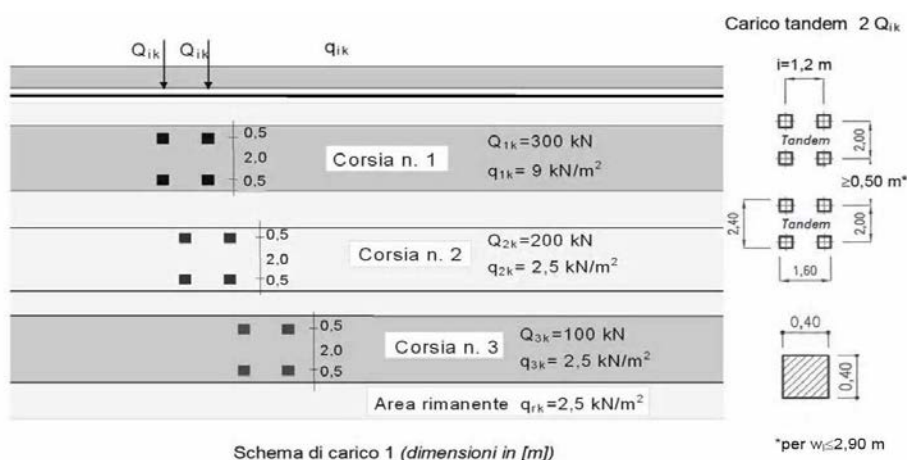 Carico tandem 2 Qik
Qik Qik qik
i=1,2 m
Tandem
2,00
≥0,50 m*
Tandem
2,40
2,00
1,60
0,5
2.0
0,5
Corsia n. 1
Q1k=300 kN
q1k= 9 kN/m²
0,5
2.0
0,5
Corsia n. 2
Q2k=200 kN
q2k= 2,5 kN/m²
0,5
2.0
0,5
Corsia n. 3
Q3k=100 kN
q3k= 2,5 kN/m²
0,40
0,40
Area rimanente qrk=2,5 kN/m²
Schema di carico 1 (dimensioni in [m])